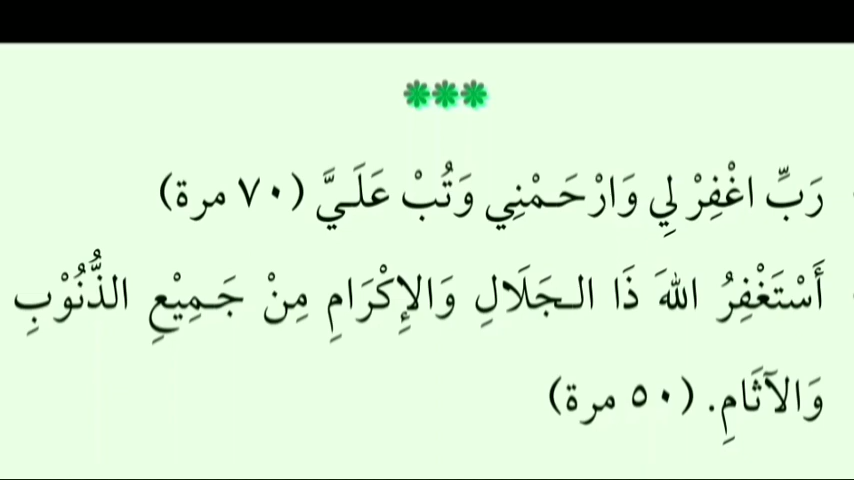 رَبِّ اغْفِرْ لِي وَارْحَمْنِي وَتُبْ عَلَيَّ (٧٠ مرة)
أَسْتَغْفِرُ اللهَ ذَا الجَلَالِ وَالإِكْرَامِ مِنْ جَمِيْعِ الذُّنُوْبِ
وَالآثَامِ. (٥٠ مرة)